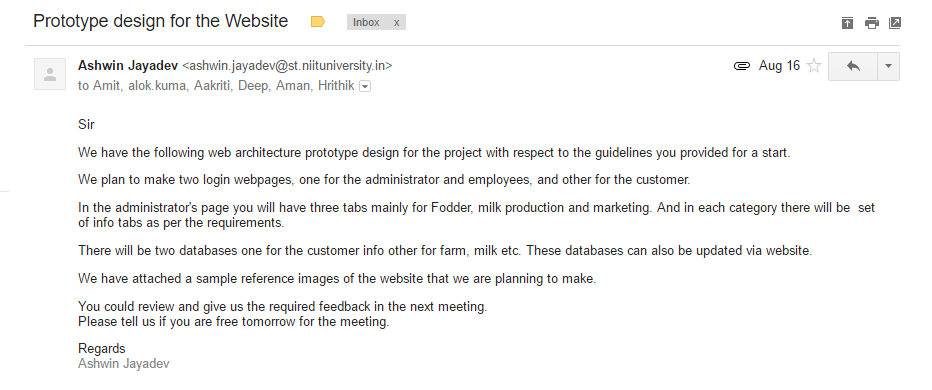 Prototype design for the Website
Inbox x
Ashwin Jayadev <ashwin.jayadev@st.niituniversity.in>
Aug 16
to Amit, alok.kuma, Aakriti, Deep, Aman, Hrithik
Sir
We have the following web architecture prototype design for the project with respect to the guidelines you provided for a start.
We plan to make two login webpages, one for the administrator and employees, and other for the customer.
In the administrator's page you will have three tabs mainly for Fodder, milk production and marketing. And in each category there will be  set
of info tabs as per the requirements.
There will be two databases one for the customer info other for farm, milk etc. These databases can also be updated via website.
We have attached a sample reference images of the website that we are planning to make.
You could review and give us the required feedback in the next meeting.
Please tell us if you are free tomorrow for the meeting.
Regards
Ashwin Jayadev